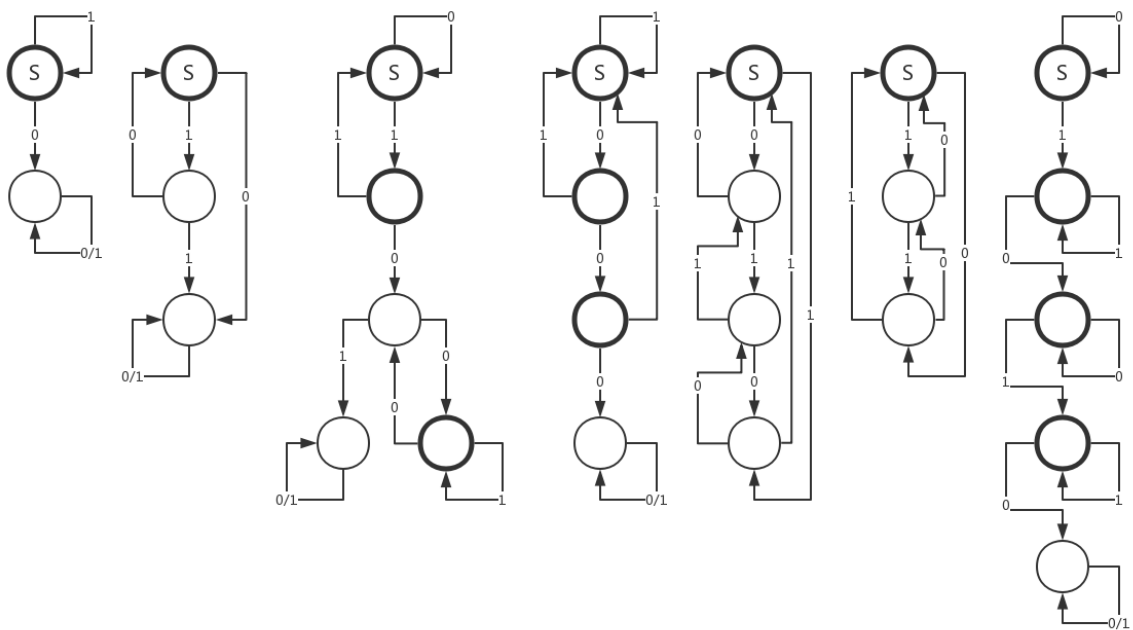 1 0 1 0
S S S S S S S
0 0 1 1 1 1 0 0 0 1 0 1
0 1 1 1 0
1 0 0 1 1 1 0 0 1
1 0 0 0 1
0 0 0 1 0
0/1 0/1 1 0/1 0 1
0/1